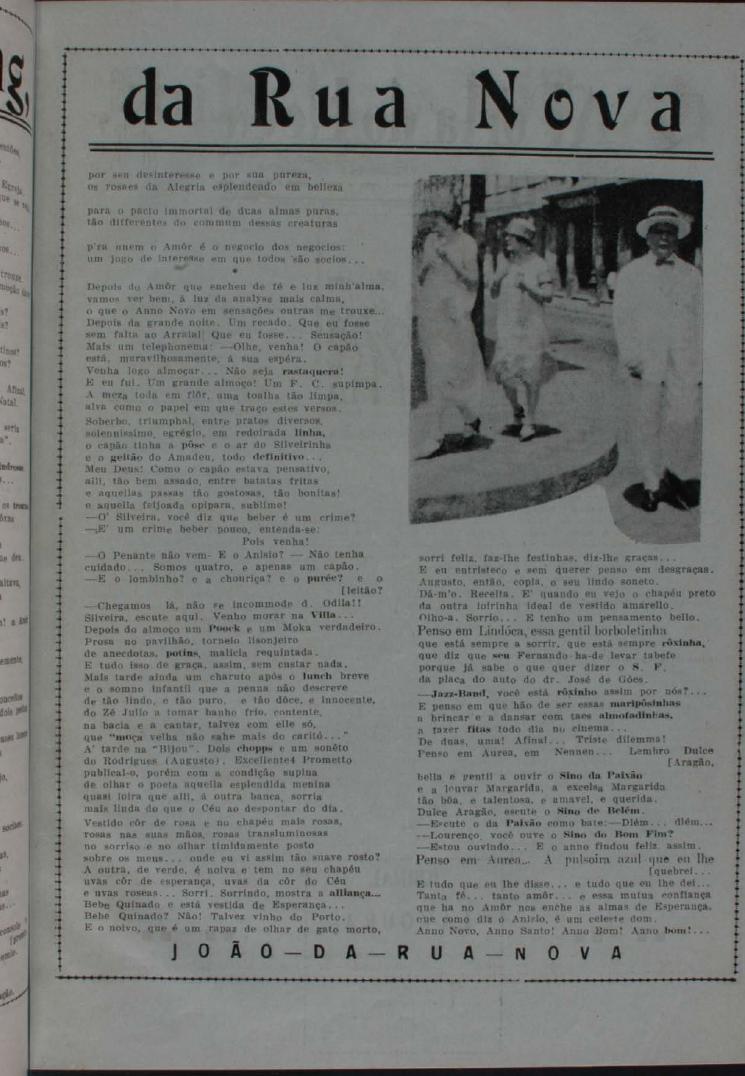 da Rua Nova
por seu desinteresse e por sua pureza,
os roseos da Alegria esplendendo em belleza
para o pacto immortal de duas almas puras,
tão differentes do commum dessas creaturas
p'ra quem o Amôr é o negocio dos negocios:
um jogo de interesse em que todos são socios...
*
Depois do Amôr que encheu de fé e luz minh'alma,
vamos ver bem, á luz da analyse mais calma,
o que o Anno Novo em sensações outras me trouxe...
Depois da grande noite. Um recado. Que eu fosse
sem falta ao Arraial! Que eu fosse... Sensação!
Mais um telephonema: —Olhe, venha! O capão
está, maravilhosamente, á sua espéra.
Venha logo almoçar... Não seja rastaquera!
E eu fui. Um grande almoço! Um F. C. supimpa.
A meza toda em flôr, uma toalha tão limpa,
alva como o papel em que traço estes versos.
Soberbo, triumphal, entre pratos diversos,
solennissimo, egrégio, em redoirada linha,
o capão tinha a pôse e o ar do Silveirinha
e o geitão do Amadeu, todo definitivo...
Meu Deus! Como o capão estava pensativo,
alli, tão bem assado, entre batatas fritas
e aquellas passas tão gostosas, tão bonitas!
e aquella feijoada opipara, sublime!
—O' Silveira, você diz que beber é um crime?
—E' um crime beber pouco, entenda-se:
Pois venha!
—O Penante não vem- E o Anisio? — Não tenha
cuidado... Somos quatro, e apenas um capão.
—E o lombinho? e a chouriça? e o purée? e o
[leitão?
—Chegamos lá, não se incommode d. Odila!!
Silveira, escute aqui. Venho morar na Villa...
Depois do almoço um Poock e um Moka verdadeiro.
Prosa no pavilhão, torneio lisonjeiro
de anecdotas, potins, malicia requintada.
E tudo isso de graça, assim, sem custar nada.
Mais tarde ainda um charuto após o lunch breve
e o somno infantil que a penna não descreve
de tão lindo, e tão puro, e tão dôce, e innocente,
do Zé Julio a tomar banho frio, contente,
na bacia e a cantar, talvez com elle só,
que "moça velha não sahe mais do caritó..."
A' tarde na "Bijou". Dois chopps e um sonêto
do Rodrigues (Augusto). Excellente! Prometto
publical-o, porém com a condição supina
de olhar o poeta aquella esplendida menina
quasi loira que alli, á outra banca, sorria
mais linda do que o Céu ao despontar do dia.
Vestido côr de rosa e no chapéu mais rosas,
rosas nas suas mãos, rosas transluminosas
no sorriso e no olhar timidamente posto
sobre os meus... onde eu vi assim tão suave rosto?
A outra, de verde, é noiva e tem no seu chapéu
uvas côr de esperança, uvas da côr do Céu
e uvas roseas... Sorri.. Sorrindo, mostra a alliança...
Bebe Quinado e está vestida de Esperança...
Bebe Quinado? Não! Talvez vinho do Porto.
E o noivo, que é um rapaz de olhar de gato morto,
sorri feliz, faz-lhe festinhas, diz-lhe graças...
E eu entristeço e sem querer penso em desgraças.
Augusto, então, copia, o seu lindo soneto.
Dá-m'o. Recita. E' quando eu vejo o chapéu preto
da outra loirinha ideal de vestido amarello.
Olho-a. Sorrio... E tenho um pensamento bello.
Penso em Lindóca, essa gentil borboletinha
que está sempre a sorrir, que está sempre rôxinha,
que diz que seu Fernando ha-de levar tabefe
porque já sabe o que quer dizer o S. F.
da placa do auto do dr. José de Góes.
—Jazz-Band, você está rôxinho assim por nós?...
E penso em que hão de ser essas maripôsinhas
a brincar e a dansar com taes almofadinhas,
a fazer fitas todo dia no cinema...
De duas, uma! Afinal... Triste dilemma!
Penso em Aurea, em Nennen... Lembro Dulce
[Aragão,
bella e gentil a ouvir o Sino da Paixão
e a louvar Margarida, a excelsa Margarida
tão bôa, e talentosa, e amavel, e querida.
Dulce Aragão, escute o Sino de Belém.
—Escute o da Paixão como bate:—Dlém... dlém...
—Lourenço, você ouve o Sino do Bom Fim?
—Estou ouvindo... E o anno findou feliz assim.
Penso em Aurea... A pulsoira azul que eu lhe
[quebrei...
E tudo que eu lhe disse... e tudo que eu lhe dei...
Tanta fé... tanto amôr... e essa mutua confiança
que ha no Amôr nos enche as almas de Esperança,
que como diz ó Anisio, é um celeste dom.
Anno Novo, Anno Santo! Anno Bom! Anno bom!...
JOÃO—DA—RUA—NOVA